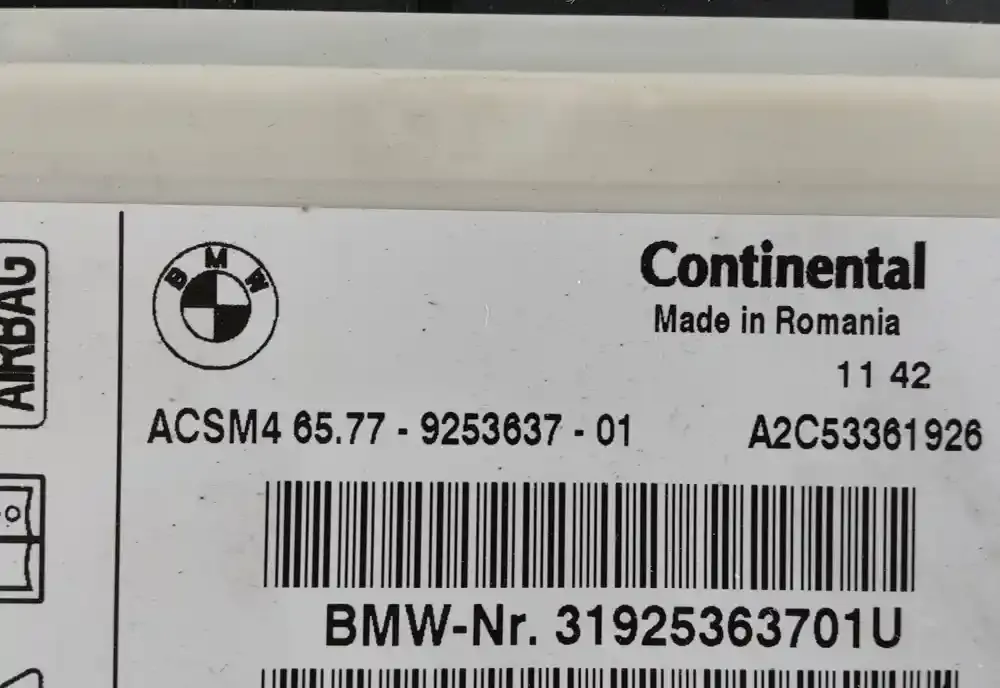 AIRBAG
BMW
Continental
Made in Romania
11 42
ACSM4 65.77 - 9253637 - 01 A2C53361926
BMW-Nr. 31925363701U